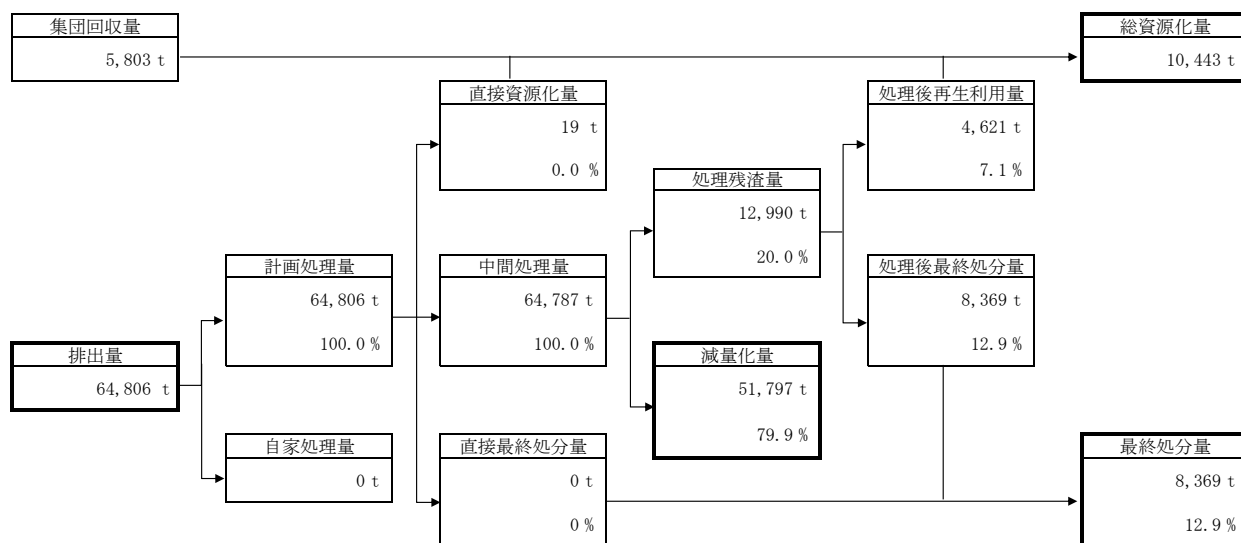 集団回収量
5,803 t
総資源化量
10,443 t
直接資源化量
19 t
0.0 %
処理後再生利用量
4,621 t
7.1 %
処理残渣量
12,990 t
20.0 %
計画処理量
64,806 t
100.0 %
中間処理量
64,787 t
100.0 %
処理後最終処分量
8,369 t
12.9 %
排出量
64,806 t
減量化量
51,797 t
79.9 %
自家処理量
0 t
直接最終処分量
0 t
0 %
最終処分量
8,369 t
12.9 %